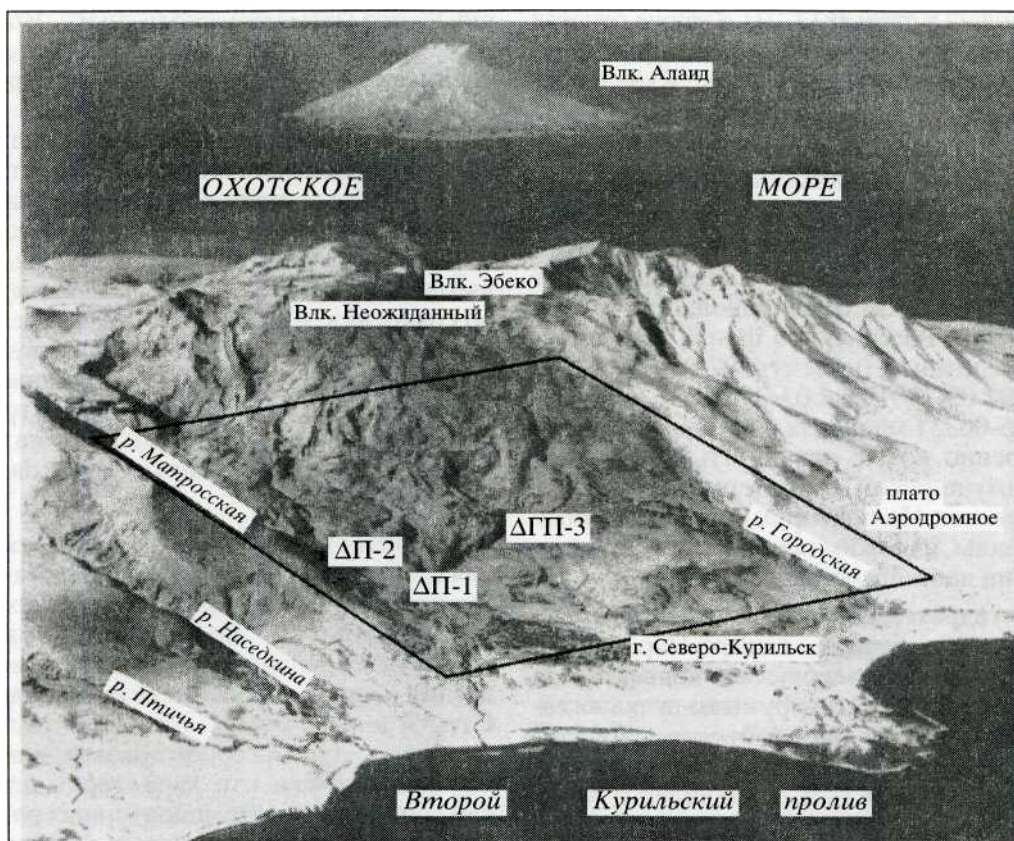 Влк. Алаид
ОХОТСКОЕ МОРЕ
Влк. Эбеко
Влк. Неожиданный
р. Матросская
плато
Аэродромное
р. Городская
ΔГП-3
ΔП-2
ΔП-1
р. Наседкина
г. Северо-Курильск
р. Птичья
Второй Курильский пролив